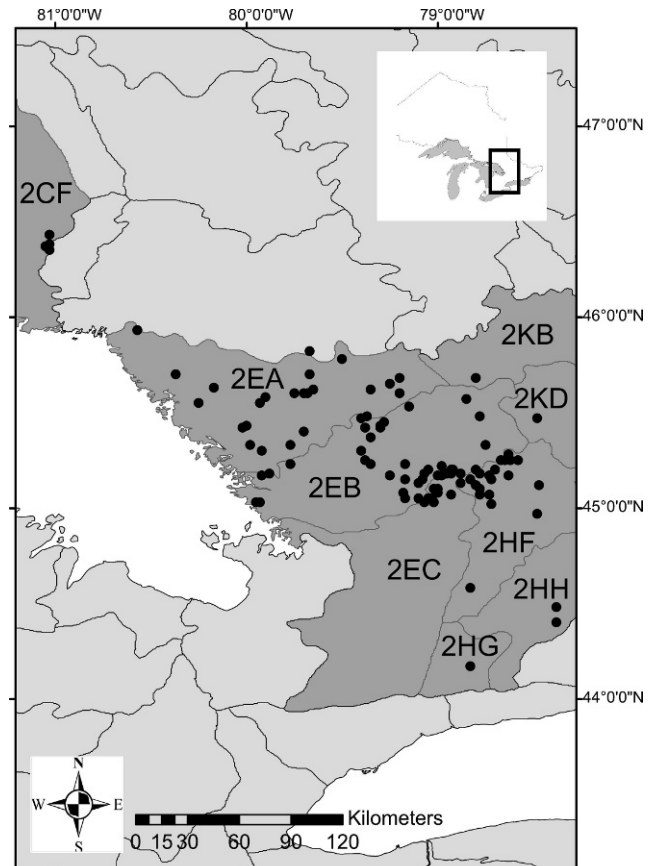 81°0'0"W 80°0'0"W 79°0'0"W
47°0'0"N
2CF
46°0'0"N
2KB
2EA
2KD
2EB
45°0'0"N
2HF
2EC
2HH
2HG
44°0'0"N
N
W E
S
Kilometers
0 15 30 60 90 120